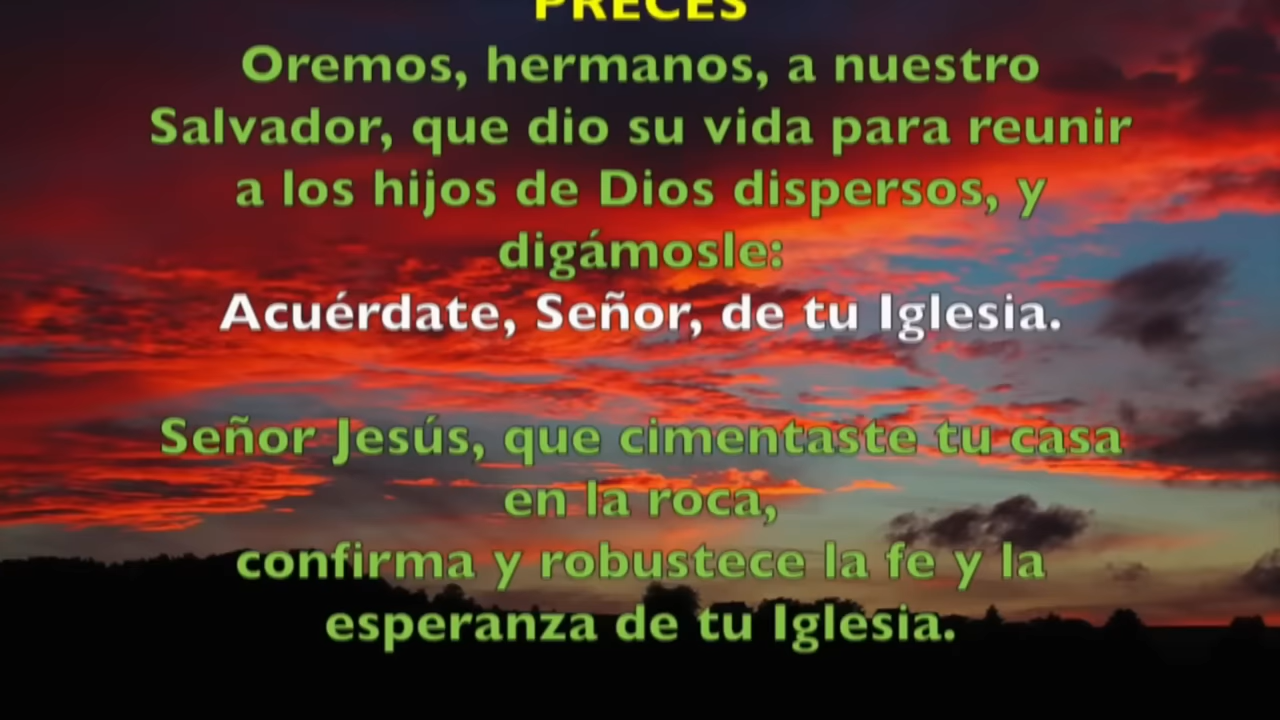 PRECES
Oremos, hermanos, a nuestro
Salvador, que dio su vida para reunir
a los hijos de Dios dispersos, y
digámosle:
Acuérdate, Señor, de tu Iglesia.
Señor Jesús, que cimentaste tu casa
en la roca,
confirma y robustece la fe y la
esperanza de tu Iglesia.